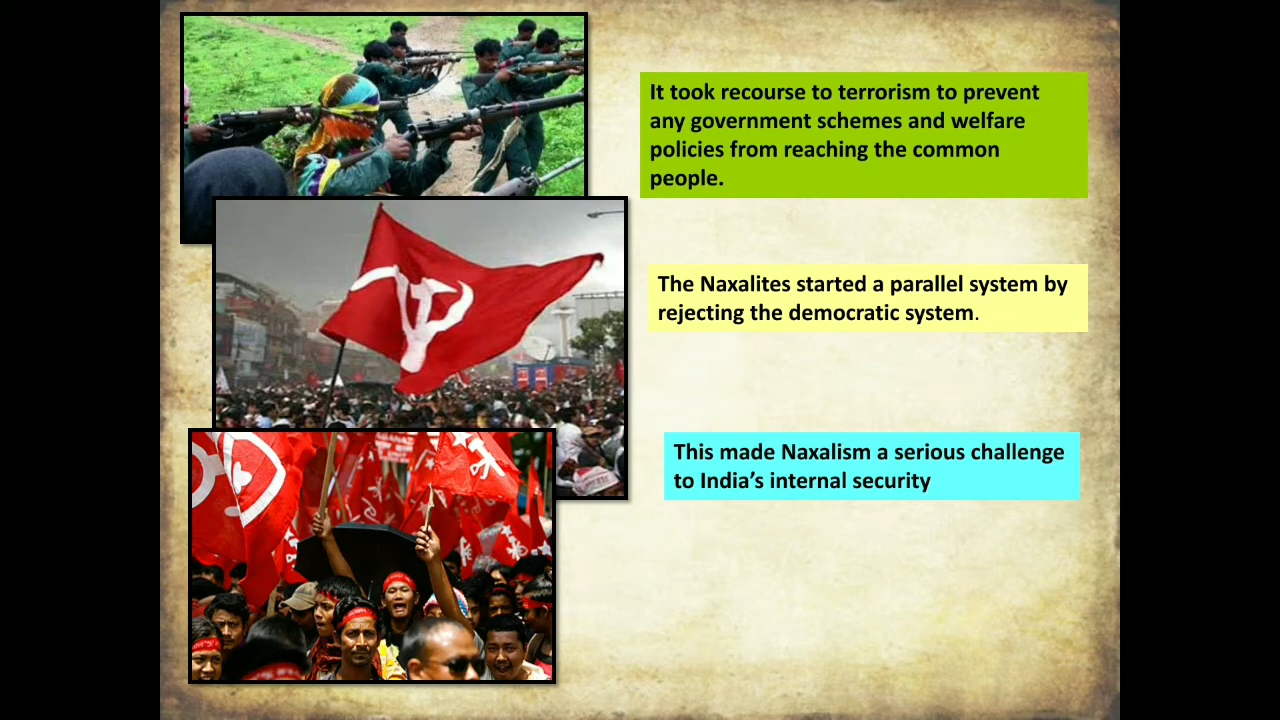 It took recourse to terrorism to prevent
any government schemes and welfare
policies from reaching the common
people.
The Naxalites started a parallel system by
rejecting the democratic system.
This made Naxalism a serious challenge
to India’s internal security